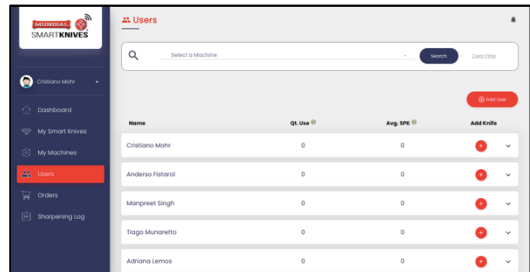 MUNDIAL
SMARTKNIVES
Cristiano Mohr
Dashboard
My Smart Knives
My Machines
Users
Orders
Sharpening Log
Users
Select a Machine
Search
Clear Filter
Add User
Name Qt. Use Avg. SPK Add Knife
Cristiano Mohr 0 0
Anderso Fistarol 0 0
Manpreet Singh 0 0
Tiago Munaretto 0 0
Adriana Lemos 0 0